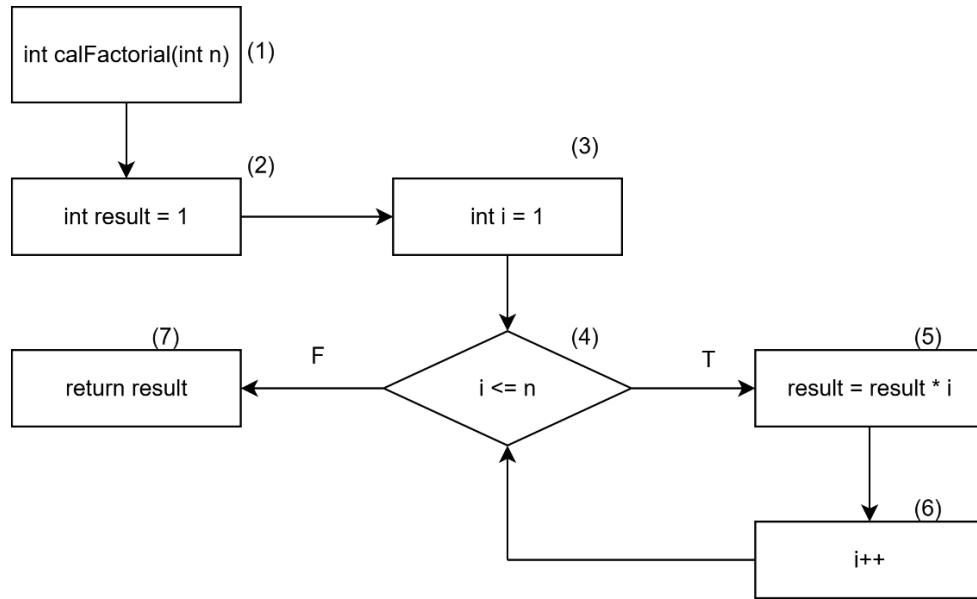 int calFactorial(int n)
(1)
(2)
int result = 1
(3)
int i = 1
(4)
i <= n
T
(5)
result = result * i
(6)
i++
F
(7)
return result